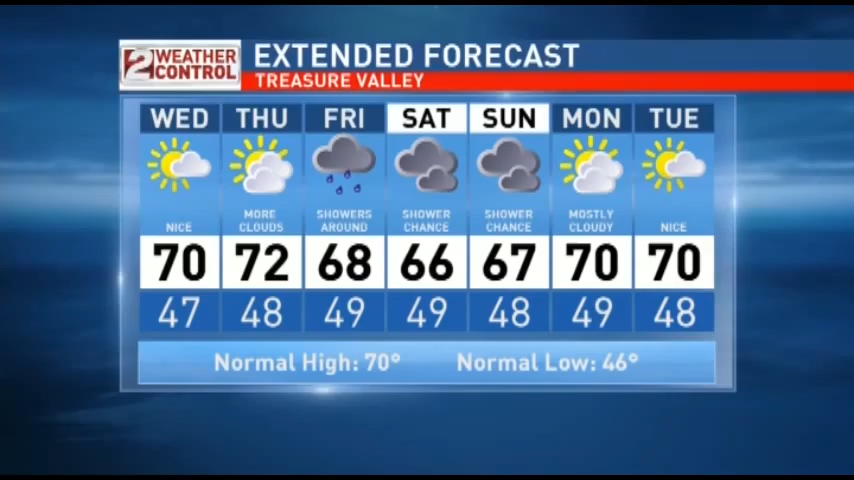 2 WEATHER CONTROL
EXTENDED FORECAST
TREASURE VALLEY
WED THU FRI SAT SUN MON TUE
NICE MORE CLOUDS SHOWERS AROUND SHOWER CHANCE SHOWER CHANCE MOSTLY CLOUDY NICE
70 72 68 66 67 70 70
47 48 49 49 48 49 48
Normal High: 70° Normal Low: 46°